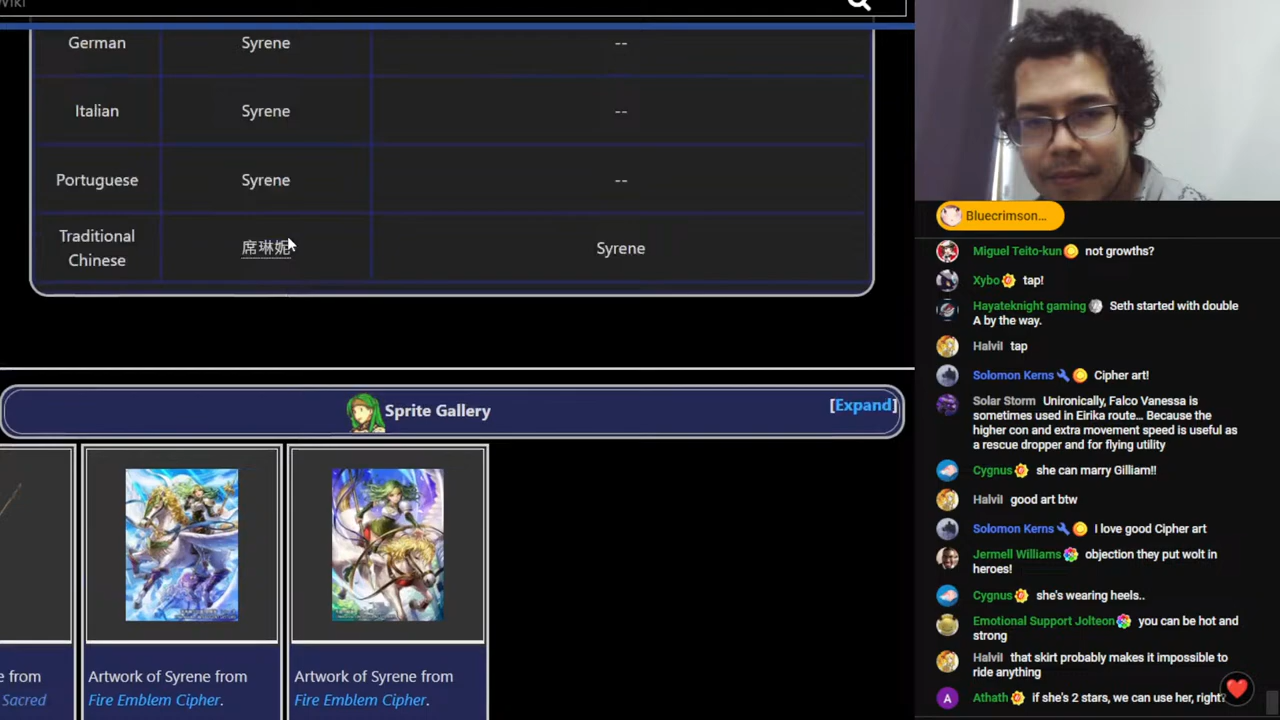 Wiki
German Syrene --
Italian Syrene --
Portuguese Syrene --
Traditional
Chinese
席琳妮 Syrene
Sprite Gallery
[Expand]
e from
Sacred
Artwork of Syrene from
Fire Emblem Cipher.
Artwork of Syrene from
Fire Emblem Cipher.
Bluecrimson...
Miguel Teito-kun not growths?
Xybo tap!
Hayateknight gaming Seth started with double
A by the way.
Halvil tap
Solomon Kerns Cipher art!
Solar Storm Unironically, Falco Vanessa is
sometimes used in Eirika route... Because the
higher con and extra movement speed is useful as
a rescue dropper and for flying utility
Cygnus she can marry Gilliam!!
Halvil good art btw
Solomon Kerns I love good Cipher art
Jermell Williams objection they put wolt in
heroes!
Cygnus she's wearing heels..
Emotional Support Jolteon you can be hot and
strong
Halvil that skirt probably makes it impossible to
ride anything
A
Athath if she's 2 stars, we can use her, right?